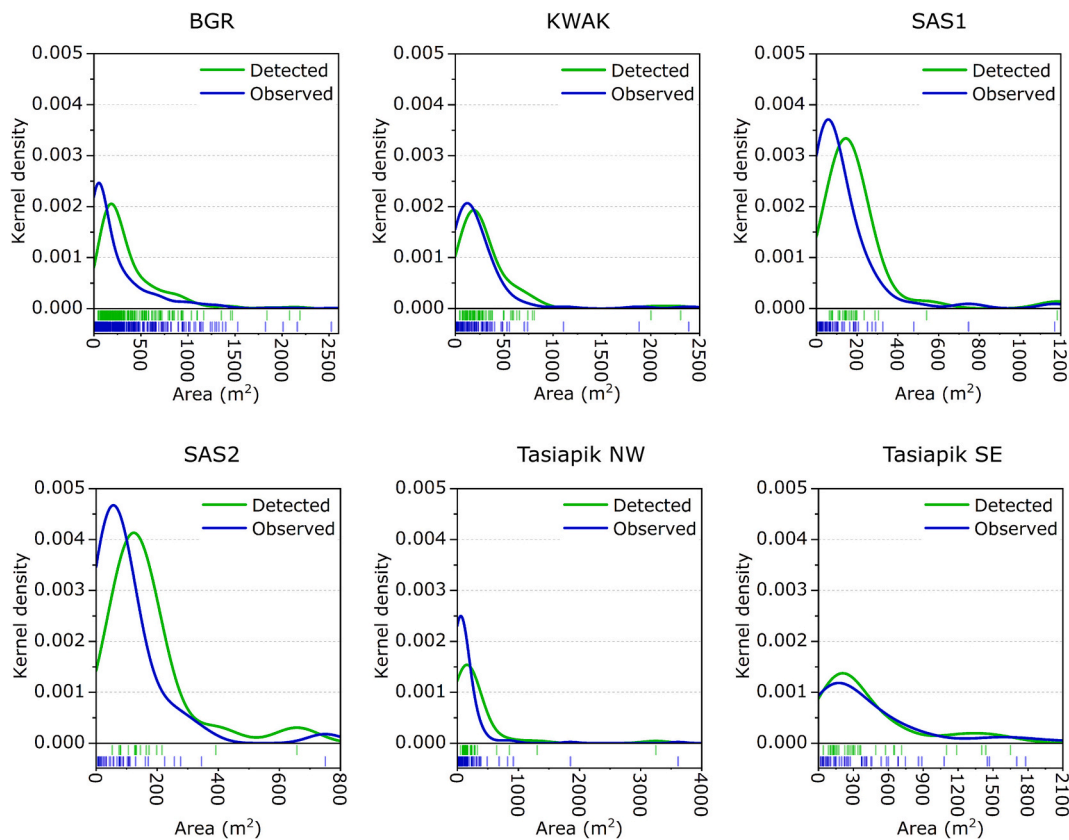 BGR
0.005
0.004
0.003
0.002
0.001
0.000
Kernel density
Detected
Observed
0
500
1000
1500
2000
2500
Area (m²)
KWAK
0.005
0.004
0.003
0.002
0.001
0.000
Kernel density
Detected
Observed
0
500
1000
1500
2000
2500
Area (m²)
SAS1
0.005
0.004
0.003
0.002
0.001
0.000
Kernel density
Detected
Observed
0
200
400
600
800
1000
1200
Area (m²)
SAS2
0.005
0.004
0.003
0.002
0.001
0.000
Kernel density
Detected
Observed
0
200
400
600
800
Area (m²)
Tasiapik NW
0.005
0.004
0.003
0.002
0.001
0.000
Kernel density
Detected
Observed
0
1000
2000
3000
4000
Area (m²)
Tasiapik SE
0.005
0.004
0.003
0.002
0.001
0.000
Kernel density
Detected
Observed
0
300
600
900
1200
1500
1800
2100
Area (m²)